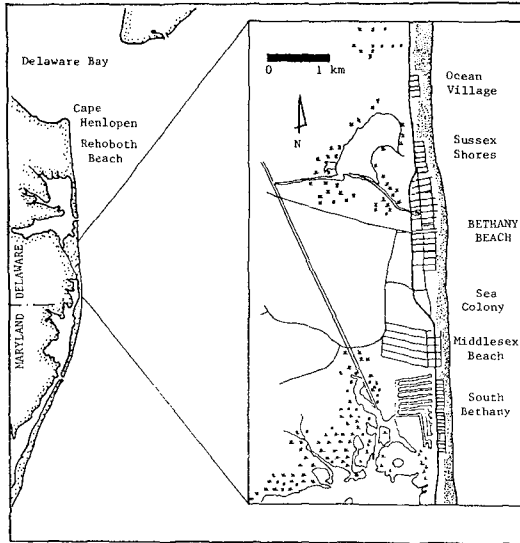 Delaware Bay
Cape
Henlopen
Rehoboth
Beach
MARYLAND DELAWARE
0 1 km
N
Ocean
Village
Sussex
Shores
BETHANY
BEACH
Sea
Colony
Middlesex
Beach
South
Bethany